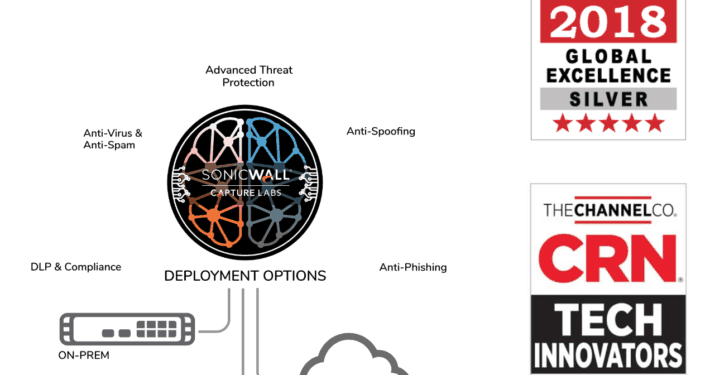 Advanced Threat
Protection
Anti-Virus &
Anti-Spam
Anti-Spoofing
SONICWALL
CAPTURE LABS
DLP & Compliance
DEPLOYMENT OPTIONS
Anti-Phishing
ON-PREM
2018
GLOBAL
EXCELLENCE
SILVER
THECHANNELCO.
CRN®
TECH
INNOVATORS